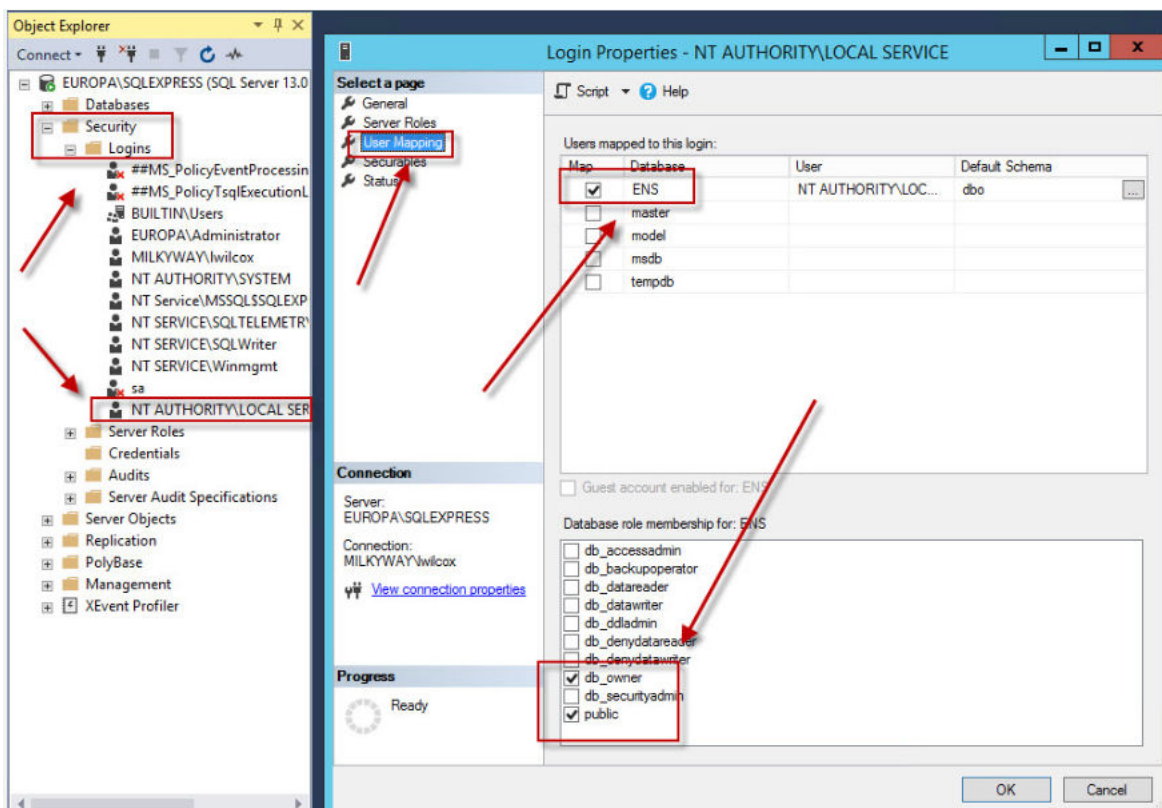 Object Explorer
Connect
EUROPA\SQLEXPRESS (SQL Server 13.0
Databases
Security
Logins
##MS_PolicyEventProcessin
##MS_PolicyTsqlExecutionL
BUILTIN\Users
EUROPA\Administrator
MILKYWAY\lwilcox
NT AUTHORITY\SYSTEM
NT Service\MSSQL$SQLEXP
NT SERVICE\SQLTELEMETRY
NT SERVICE\SQLWriter
NT SERVICE\Winmgmt
sa
NT AUTHORITY\LOCAL SER
Server Roles
Credentials
Audits
Server Audit Specifications
Server Objects
Replication
PolyBase
Management
XEvent Profiler
Login Properties - NT AUTHORITY\LOCAL SERVICE
Select a page
General
Server Roles
User Mapping
Securables
Status
Connection
Server:
EUROPA\SQLEXPRESS
Connection:
MILKYWAY\lwilcox
View connection properties
Progress
Ready
Script Help
Users mapped to this login:
Map Database User Default Schema
ENS NT AUTHORITY\LOC... dbo ...
master
model
msdb
tempdb
Guest account enabled for: ENS
Database role membership for: ENS
db_accessadmin
db_backupoperator
db_datareader
db_datawriter
db_ddladmin
db_denydatareader
db_denydatawriter
db_owner
db_securityadmin
public
OK Cancel